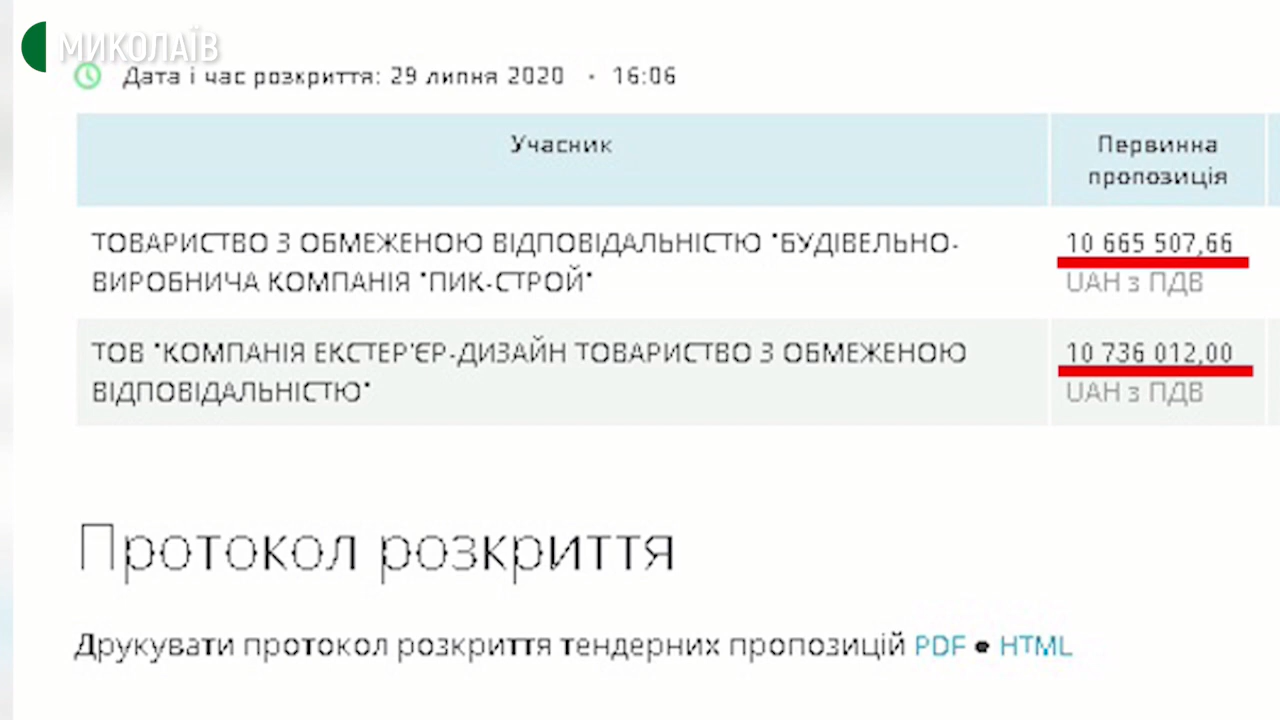 МИКОЛАЇВ
Дата і час розкриття: 29 липня 2020 • 16:06
Учасник
Первинна
пропозиція
ТОВАРИСТВО З ОБМЕЖЕНОЮ ВІДПОВІДАЛЬНІСТЮ "БУДІВЕЛЬНО-
ВИРОБНИЧА КОМПАНІЯ "ПИК-СТРОЙ"
10 665 507,66
UAH з ПДВ
ТОВ "КОМПАНІЯ ЕКСТЕР'ЄР-ДИЗАЙН ТОВАРИСТВО З ОБМЕЖЕНОЮ
ВІДПОВІДАЛЬНІСТЮ"
10 736 012,00
UAH з ПДВ
Протокол розкриття
Друкувати протокол розкриття тендерних пропозицій PDF ● HTML